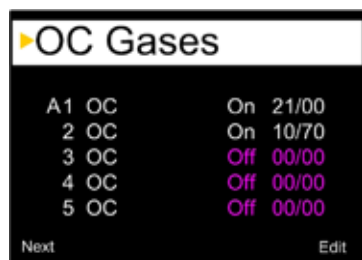 OC Gases
A1 OC On 21/00
2 OC On 10/70
3 OC Off 00/00
4 OC Off 00/00
5 OC Off 00/00
Next Edit